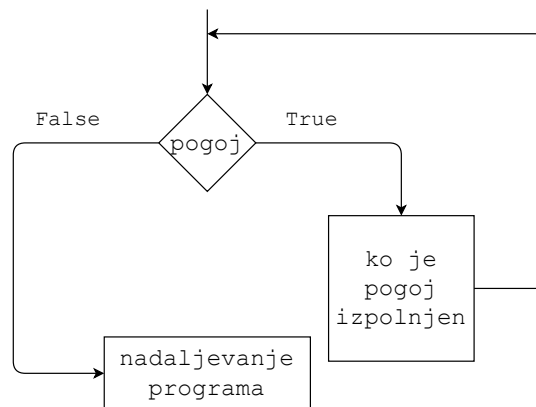 False
True
pogoj
ko je
pogoj
izpolnjen
nadaljevanje
programa